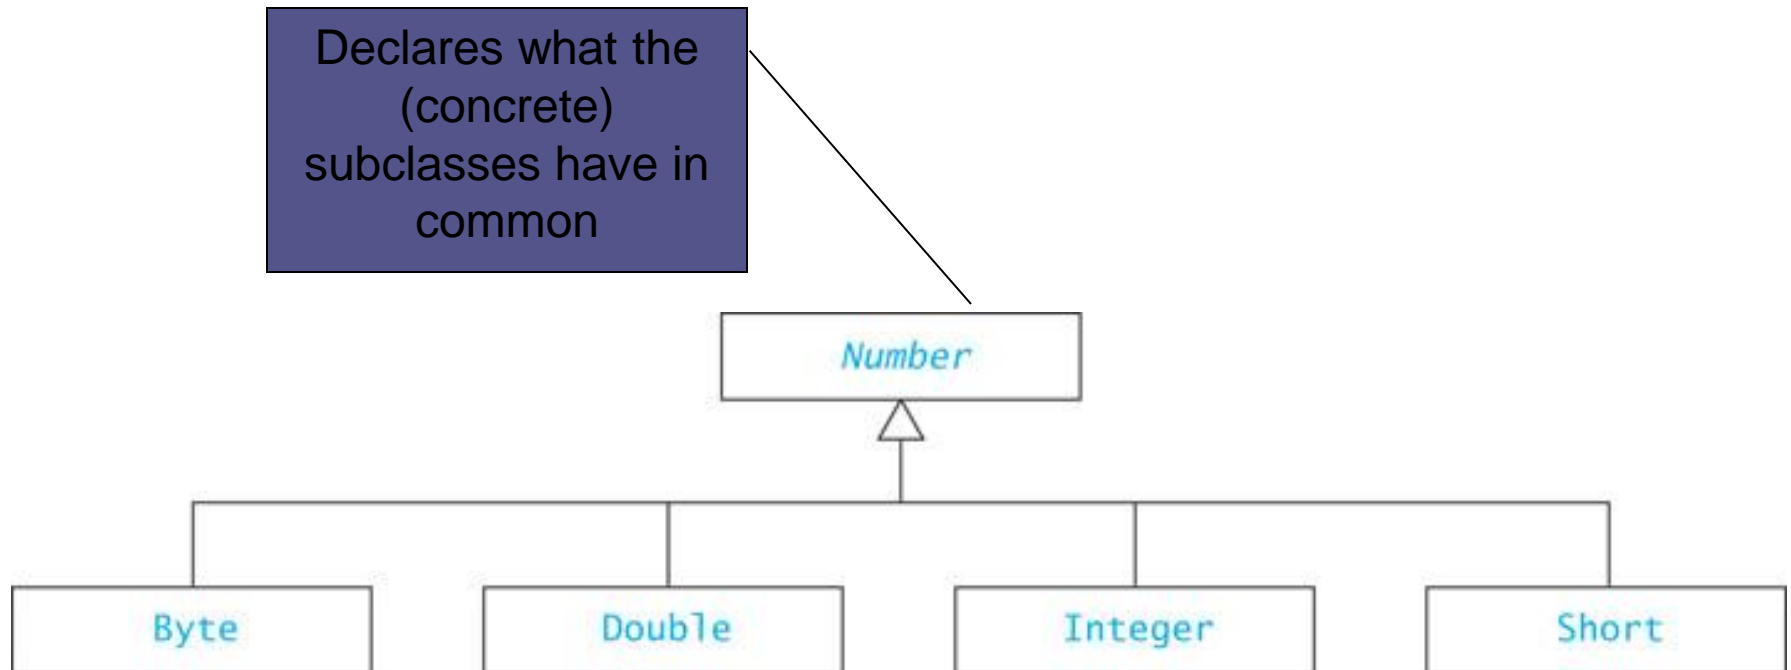 Declares what the
(concrete)
subclasses have in
common
Number
Byte
Double
Integer
Short